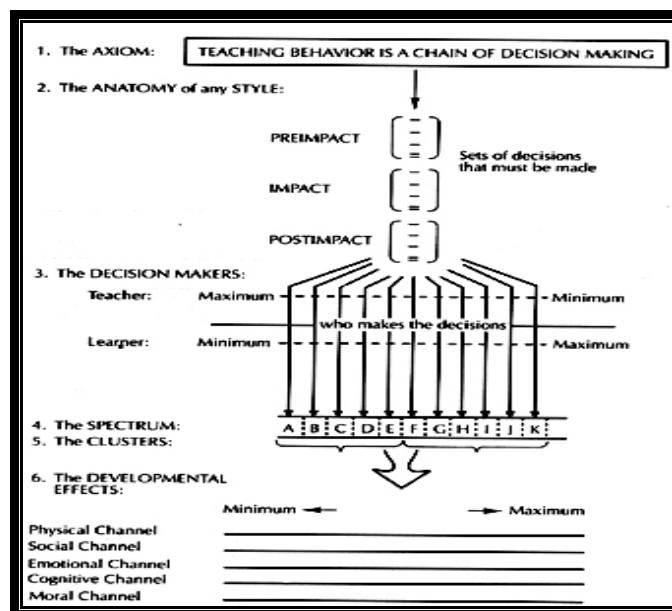 1. The AXIOM: TEACHING BEHAVIOR IS A CHAIN OF DECISION MAKING
2. The ANATOMY of any STYLE:
PREIMPACT
Sets of decisions
that must be made
IMPACT
POSTIMPACT
3. The DECISION MAKERS:
Teacher: Maximum Minimum
who makes the decisions
Learner: Minimum Maximum
4. The SPECTRUM: A B C D E F G H I J K
5. The CLUSTERS:
6. The DEVELOPMENTAL
EFFECTS:
Minimum Maximum
Physical Channel
Social Channel
Emotional Channel
Cognitive Channel
Moral Channel